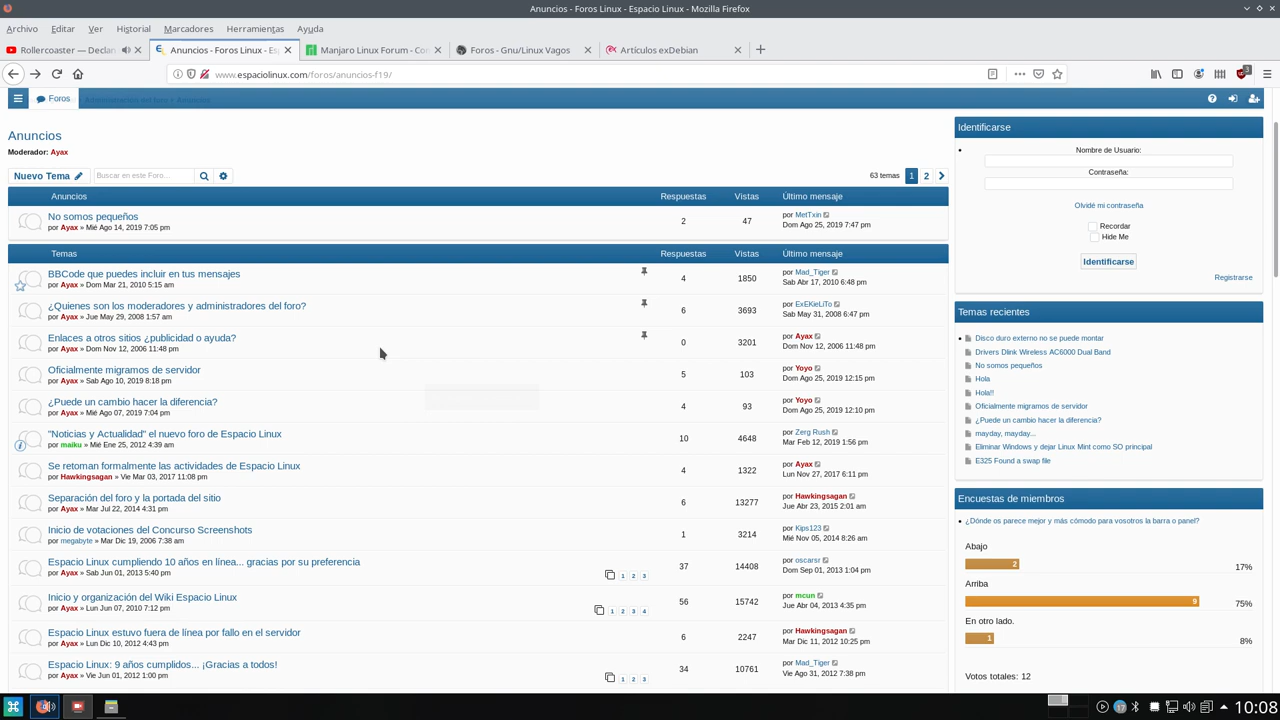 Anuncios - Foros Linux - Espacio Linux - Mozilla Firefox
Archivo Editar Ver Historial Marcadores Herramientas Ayuda
Rollercoaster — Declan
Anuncios - Foros Linux - Es
Manjaro Linux Forum - Co
Foros - Gnu/Linux Vagos
Artículos exDebian
www.espaciolinux.com/foros/anuncios-f19/
3
Foros
Anuncios
Moderador: Ayax
Nuevo Tema
Buscar en este Foro…
63 temas 1 2
Anuncios Respuestas Vistas Último mensaje
No somos pequeños
por Ayax » Mié Ago 14, 2019 7:05 pm
2 47
por MetTxin
Dom Ago 25, 2019 7:47 pm
Temas Respuestas Vistas Último mensaje
BBCode que puedes incluir en tus mensajes
por Ayax » Dom Mar 21, 2010 5:15 am
4 1850
por Mad_Tiger
Sab Abr 17, 2010 6:48 pm
¿Quienes son los moderadores y administradores del foro?
por Ayax » Jue May 29, 2008 1:57 am
6 3693
por ExEKieLiTo
Sab May 31, 2008 6:47 pm
Enlaces a otros sitios ¿publicidad o ayuda?
por Ayax » Dom Nov 12, 2006 11:48 pm
0 3201
por Ayax
Dom Nov 12, 2006 11:48 pm
Oficialmente migramos de servidor
por Ayax » Sab Ago 10, 2019 8:18 pm
5 103
por Yoyo
Dom Ago 25, 2019 12:15 pm
¿Puede un cambio hacer la diferencia?
por Ayax » Mié Ago 07, 2019 7:04 pm
4 93
por Yoyo
Dom Ago 25, 2019 12:10 pm
"Noticias y Actualidad" el nuevo foro de Espacio Linux
por maiku » Mié Ene 25, 2012 4:39 am
10 4648
por Zerg Rush
Mar Feb 12, 2019 1:56 pm
Se retoman formalmente las actividades de Espacio Linux
por Hawkingsagan » Vie Mar 03, 2017 11:08 pm
4 1322
por Ayax
Lun Nov 27, 2017 6:11 pm
Separación del foro y la portada del sitio
por Ayax » Mar Jul 22, 2014 4:31 pm
6 13277
por Hawkingsagan
Jue Abr 23, 2015 2:01 am
Inicio de votaciones del Concurso Screenshots
por megabyte » Mar Dic 19, 2006 7:38 am
1 3214
por Kips123
Mié Nov 05, 2014 8:26 am
Espacio Linux cumpliendo 10 años en línea... gracias por su preferencia
por Ayax » Sab Jun 01, 2013 5:40 pm
1 2 3
37 14408
por oscarsr
Dom Sep 01, 2013 1:04 pm
Inicio y organización del Wiki Espacio Linux
por Ayax » Lun Jun 07, 2010 7:12 pm
1 2 3 4
56 15742
por mcun
Jue Abr 04, 2013 4:35 pm
Espacio Linux estuvo fuera de línea por fallo en el servidor
por Ayax » Lun Dic 10, 2012 4:43 pm
6 2247
por Hawkingsagan
Mar Dic 11, 2012 10:25 pm
Espacio Linux: 9 años cumplidos... ¡Gracias a todos!
por Ayax » Vie Jun 01, 2012 1:00 pm
1 2 3
34 10761
por Mad_Tiger
Vie Ago 31, 2012 7:38 pm
Identificarse
Nombre de Usuario:
Contraseña:
Olvidé mi contraseña
Recordar
Hide Me
Identificarse
Registrarse
Temas recientes
Disco duro externo no se puede montar
Drivers Dlink Wireless AC6000 Dual Band
No somos pequeños
Hola
Hola!!
Oficialmente migramos de servidor
¿Puede un cambio hacer la diferencia?
mayday, mayday...
Eliminar Windows y dejar Linux Mint como SO principal
E325 Found a swap file
Encuestas de miembros
¿Dónde os parece mejor y más cómodo para vosotros la barra o panel?
Abajo
2 17%
Arriba
9 75%
En otro lado.
1 8%
Votos totales: 12
17
10:08